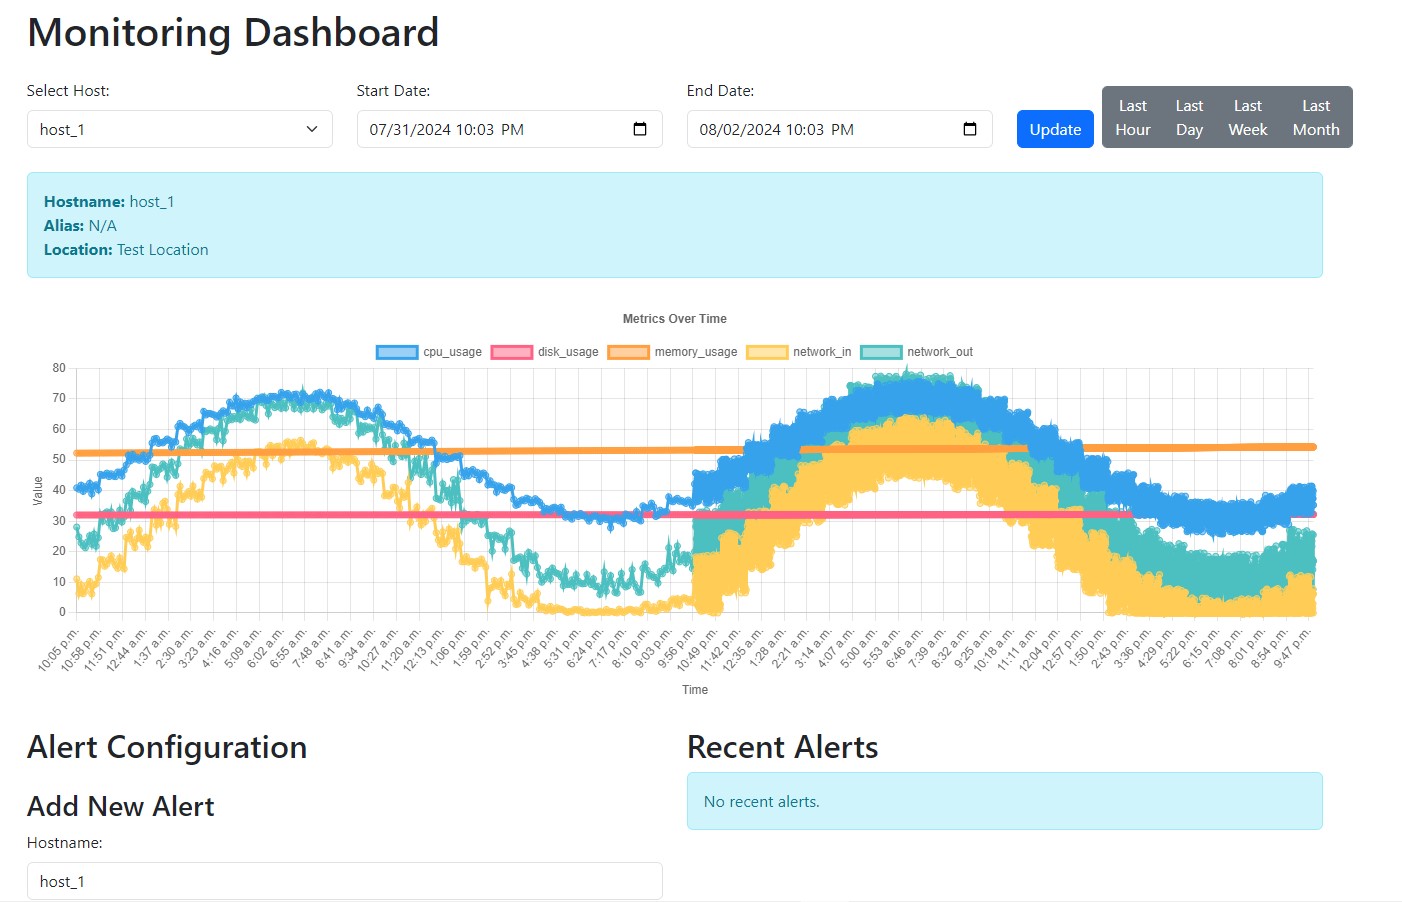 Monitoring Dashboard
Select Host:
Start Date:
End Date:
host_1
07/31/2024 10:03 PM
08/02/2024 10:03 PM
Update
Last Hour
Last Day
Last Week
Last Month
Hostname: host_1
Alias: N/A
Location: Test Location
Metrics Over Time
cpu_usage disk_usage memory_usage network_in network_out
80
70
60
50
40
30
20
10
0
Value
10:05 p.m. 10:58 p.m. 11:51 p.m. 12:44 a.m. 1:37 a.m. 2:30 a.m. 3:23 a.m. 4:16 a.m. 5:09 a.m. 6:02 a.m. 6:55 a.m. 7:48 a.m. 8:41 a.m. 9:34 a.m. 10:27 a.m. 11:20 a.m. 12:13 p.m. 1:06 p.m. 1:59 p.m. 2:52 p.m. 3:45 p.m. 4:38 p.m. 5:31 p.m. 6:24 p.m. 7:17 p.m. 8:10 p.m. 9:03 p.m. 9:56 p.m. 10:49 p.m. 11:42 p.m. 12:35 a.m. 1:28 a.m. 2:21 a.m. 3:14 a.m. 4:07 a.m. 5:00 a.m. 5:53 a.m. 6:46 a.m. 7:39 a.m. 8:32 a.m. 9:25 a.m. 10:18 a.m. 11:11 a.m. 12:04 p.m. 12:57 p.m. 1:50 p.m. 2:43 p.m. 3:36 p.m. 4:29 p.m. 5:22 p.m. 6:15 p.m. 7:08 p.m. 8:01 p.m. 8:54 p.m. 9:47 p.m.
Time
Alert Configuration
Add New Alert
Hostname:
host_1
Recent Alerts
No recent alerts.